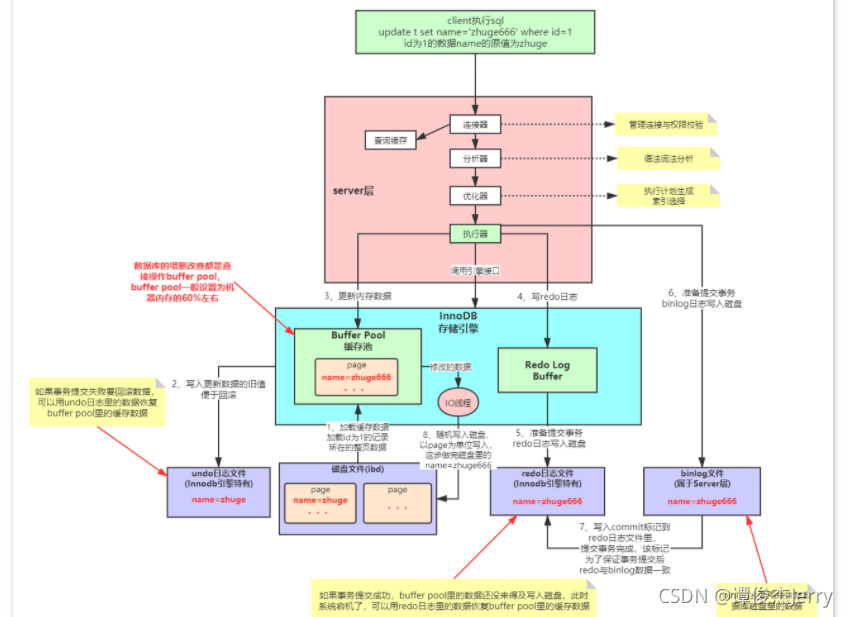 client执行sql
update t set name='zhuge666' where id=1
id为1的数据name的原值为zhuge
连接器
管理连接与权限校验
查询缓存
分析器
语法词法分析
server层
优化器
执行计划生成
索引选择
执行器
数据库的增删改查都是直
接操作buffer pool，
buffer pool一般设置为机
器内存的60%左右
调用引擎接口
3、更新内存数据
4、写redo日志
6、准备提交事务
binlog日志写入磁盘
InnoDB
存储引擎
Buffer Pool
缓存池
page
name=zhuge666
. . .
修改的数据
Redo Log
Buffer
IO线程
如果事务提交失败要回滚数据，
可以用undo日志里的数据恢复
buffer pool里的缓存数据
2、写入更新数据的旧值
便于回滚
1、加载缓存数据
加载id为1的记录
所在的整页数据
8、随机写入磁盘，
以page为单位写入，
这步做完磁盘里的
name=zhuge666
5、准备提交事务
redo日志写入磁盘
undo日志文件
(Innodb引擎特有)
name=zhuge
磁盘文件(ibd)
page
name=zhuge
. . .
page
. . .
redo日志文件
(Innodb引擎特有)
name=zhuge666
binlog文件
(属于Server层)
name=zhuge666
7、写入commit标记到
redo日志文件里，
提交事务完成，该标记
为了保证事务提交后
redo与binlog数据一致
如果事务提交成功，buffer pool里的数据还没来得及写入磁盘，此时
系统宕机了，可以用redo日志里的数据恢复buffer pool里的缓存数据
据库磁盘里的数据
CSDN @谭俊杰Jerry